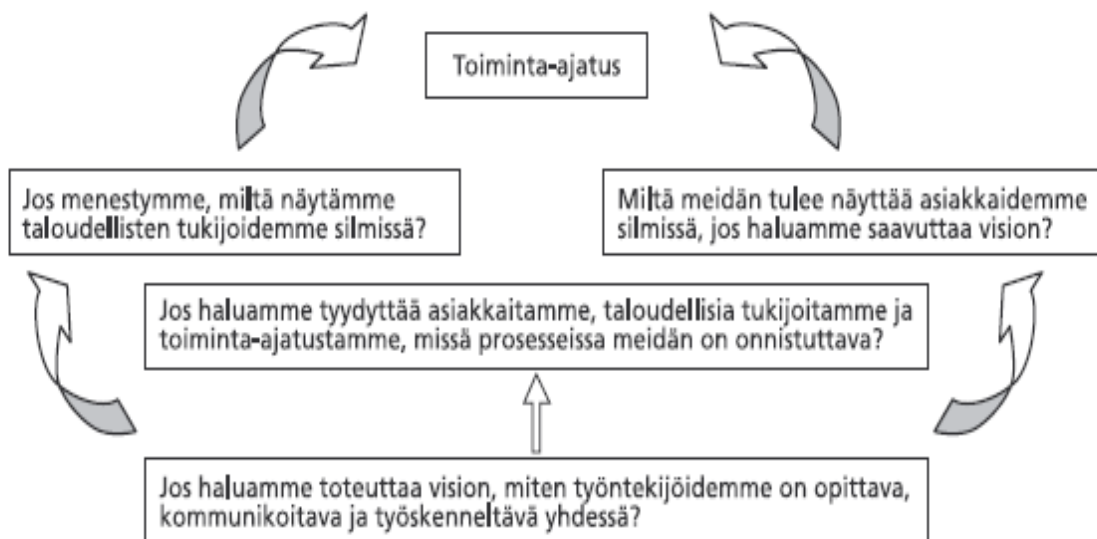 Toiminta-ajatus
Jos menestymme, miltä näytämme
taloudellisten tukijoidemme silmissä?
Miltä meidän tulee näyttää asiakkaidemme
silmissä, jos haluamme saavuttaa vision?
Jos haluamme tyydyttää asiakkaitamme, taloudellisia tukijoitamme ja
toiminta-ajatustamme, missä prosesseissa meidän on onnistuttava?
Jos haluamme toteuttaa vision, miten työntekijöidemme on opittava,
kommunikoitava ja työskenneltävä yhdessä?